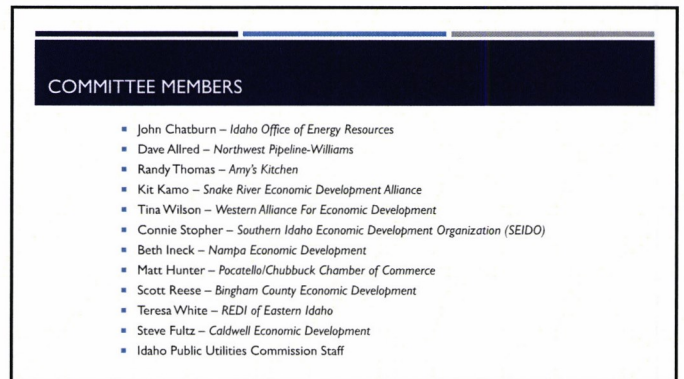 COMMITTEE MEMBERS
▪ John Chatburn – Idaho Office of Energy Resources
▪ Dave Allred – Northwest Pipeline-Williams
▪ Randy Thomas – Amy's Kitchen
▪ Kit Kamo – Snake River Economic Development Alliance
▪ Tina Wilson – Western Alliance For Economic Development
▪ Connie Stopher – Southern Idaho Economic Development Organization (SEIDO)
▪ Beth Ineck – Nampa Economic Development
▪ Matt Hunter – Pocatello/Chubbuck Chamber of Commerce
▪ Scott Reese – Bingham County Economic Development
▪ Teresa White – REDI of Eastern Idaho
▪ Steve Fultz – Caldwell Economic Development
▪ Idaho Public Utilities Commission Staff